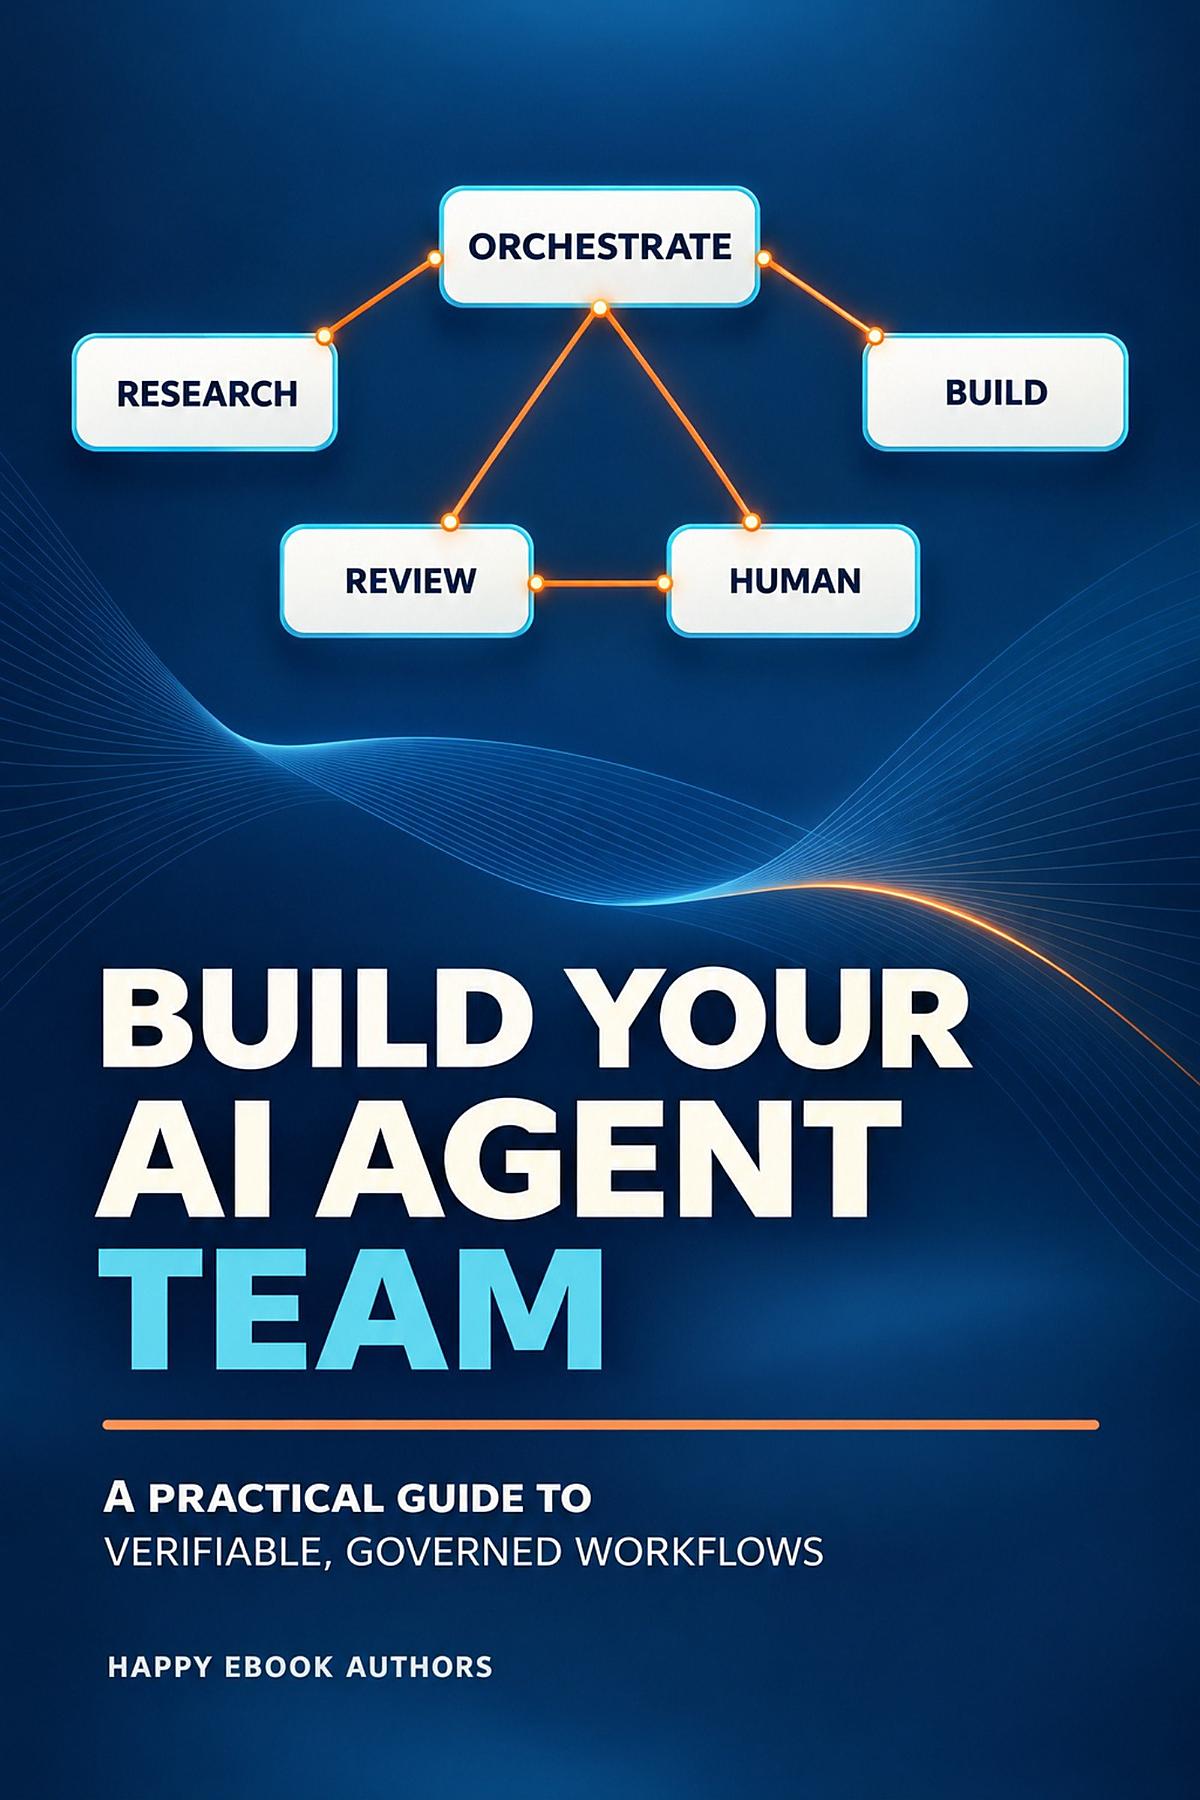 ORCHESTRATE
RESEARCH
BUILD
REVIEW
HUMAN
BUILD YOUR
AI AGENT
TEAM
A PRACTICAL GUIDE TO
VERIFIABLE, GOVERNED WORKFLOWS
HAPPY EBOOK AUTHORS